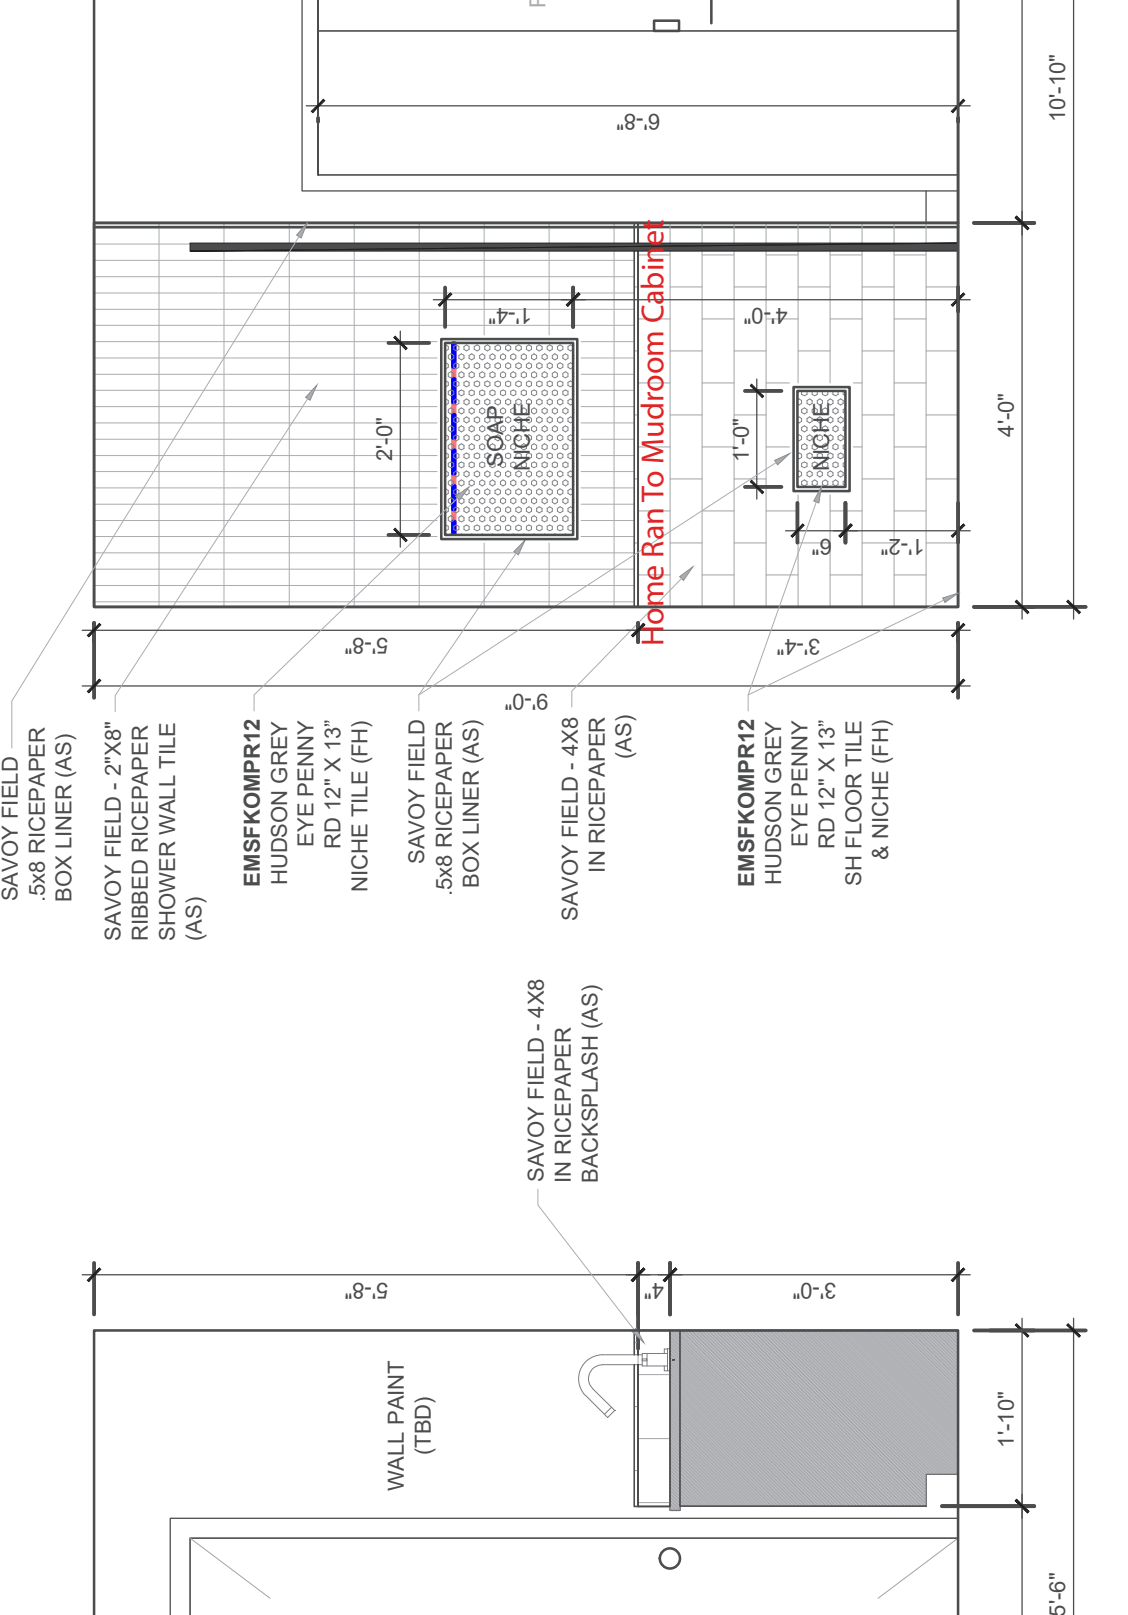 SAVOY FIELD
.5x8 RICEPAPER
BOX LINER (AS)
SAVOY FIELD - 2"X8"
RIBBED RICEPAPER
SHOWER WALL TILE
(AS)
EMSFKOMPR12
HUDSON GREY
EYE PENNY
RD 12" X 13”
NICHE TILE (FH)
SAVOY FIELD
.5x8 RICEPAPER
BOX LINER (AS)
SAVOY FIELD - 4X8
IN RICEPAPER
(AS)
EMSFKOMPR12
HUDSON GREY
EYE PENNY
RD 12" X 13”
SH FLOOR TILE
& NICHE (FH)
5'-8"
3'-4"
9'-0"
2'-0"
1'-4"
SOAP
NICHE
Home Ran To Mudroom Cabinet
4'-0"
1'-0"
NICHE
6"
1'-2"
4'-0"
6'-8"
10'-10"
SAVOY FIELD - 4X8
IN RICEPAPER
BACKSPLASH (AS)
5'-8"
4"
3'-0"
WALL PAINT
(TBD)
1'-10"
5'-6"